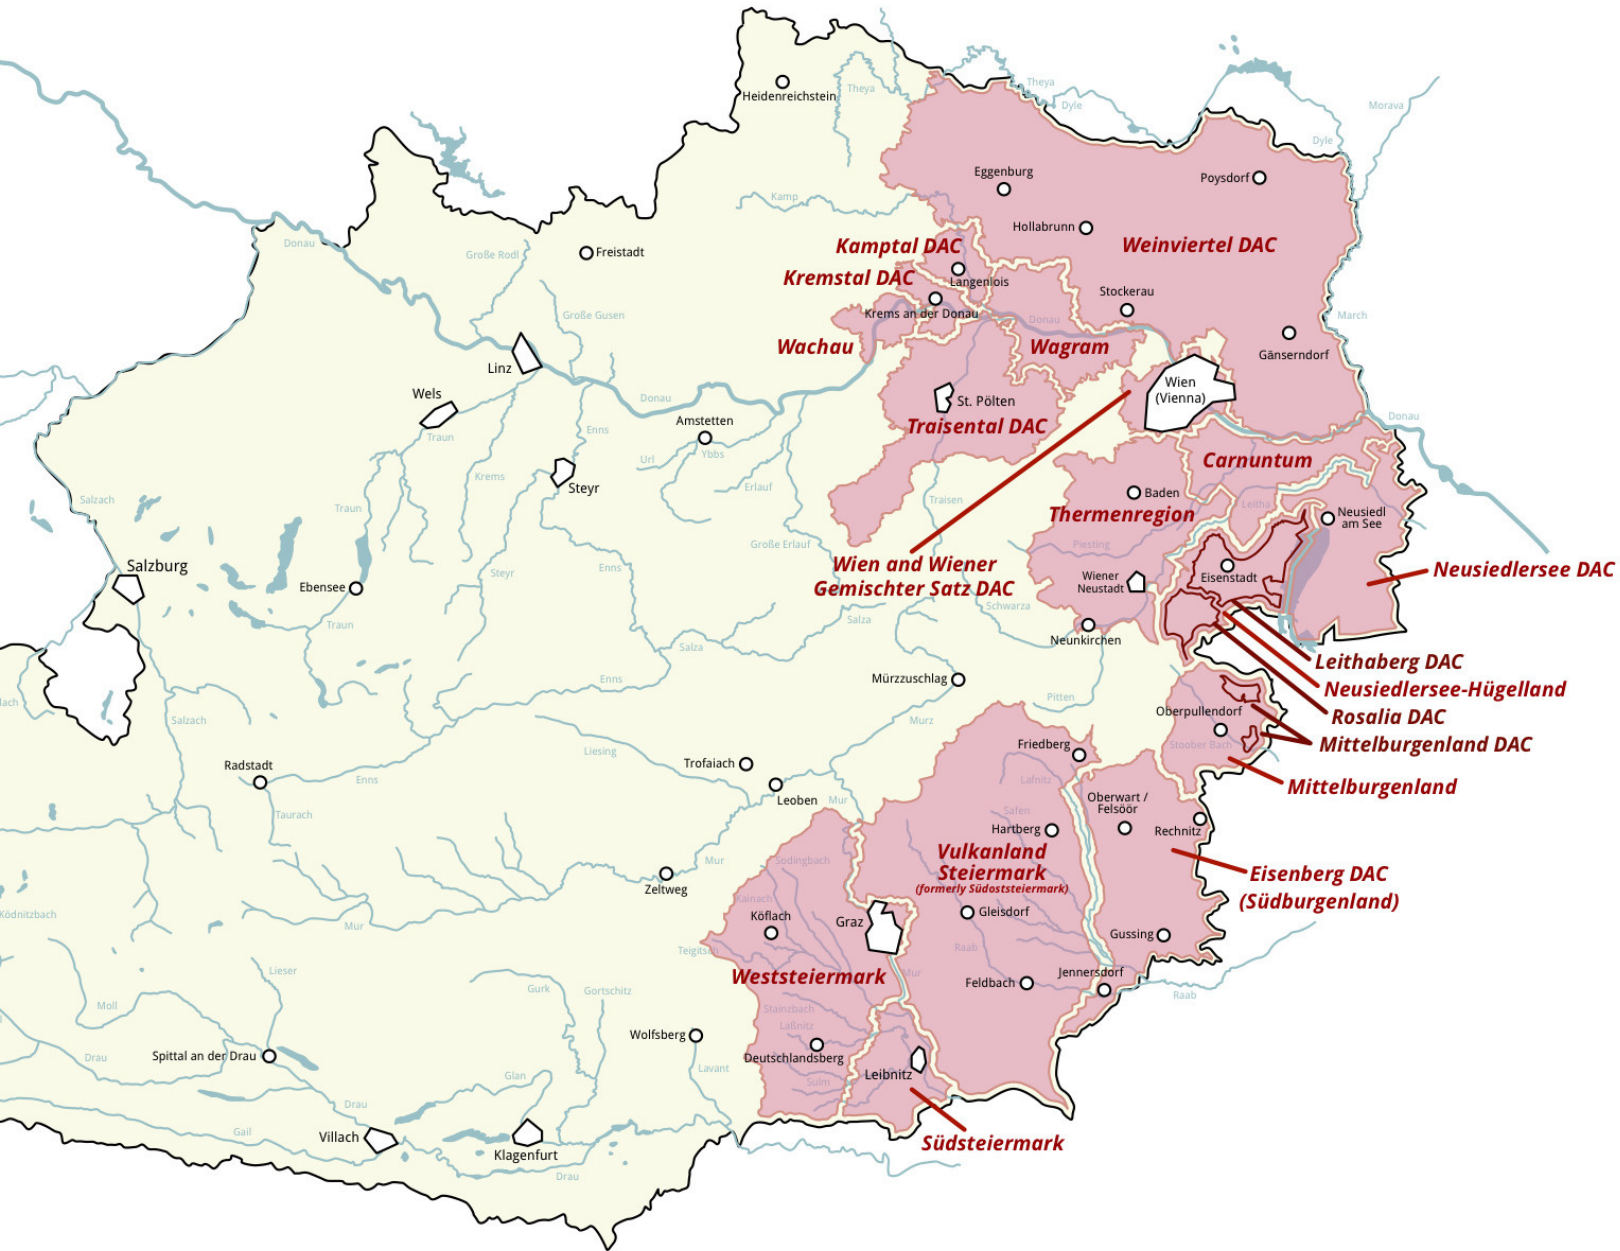 Heidenreichstein
Theya
Theya
Dyle
Morava
Dyle
Eggenburg
Poysdorf
Kamp
Hollabrunn
Weinviertel DAC
Donau
Große Rodl
Freistadt
Kamptal DAC
Langenlois
Kremstal DAC
Krems an der Donau
Stockerau
Donau
March
Große Gusen
Wachau
Wagram
Gänserndorf
Linz
Wels
Wien
(Vienna)
Donau
St. Pölten
Traisental DAC
Donau
Amstetten
Traun
Enns
Url
Ybbs
Carnuntum
Krems
Steyr
Erlauf
Baden
Thermenregion
Leitha
Neusiedl
am See
Salzach
Traun
Traisen
Große Erlauf
Piesting
Wien and Wiener
Gemischter Satz DAC
Salzburg
Ebensee
Steyr
Enns
Wiener
Neustadt
Eisenstadt
Neusiedlersee DAC
Schwarza
Salza
Traun
Neunkirchen
Salza
Leithaberg DAC
Neusiedlersee-Hügelland
Rosalia DAC
Mittelburgenland DAC
Mittelburgenland
Enns
Mürzzuschlag
Pitten
Oberpullendorf
Stoober Bach
Salzach
Murz
Liesing
Friedberg
Radstadt
Enns
Trofaiach
Leoben
Lafnitz
Taurach
Mur
Safen
Oberwart /
Felsöör
Rechnitz
Hartberg
Vulkanland
Steiermark
(formerly Südoststeiermark)
Mur
Zeltweg
Sodingbach
Eisenberg DAC
(Südburgenland)
Kainach
Köflach
Graz
Gleisdorf
Ködnitzbach
Mur
Teigitsch
Raab
Gussing
Weststeiermark
Mur
Feldbach
Jennersdorf
Raab
Lieser
Gurk
Gortschitz
Moll
Stainzbach
Laßnitz
Wolfsberg
Deutschlandsberg
Drau
Spittal an der Drau
Lavant
Glan
Sulm
Leibnitz
Drau
Gail
Villach
Klagenfurt
Drau
Südsteiermark